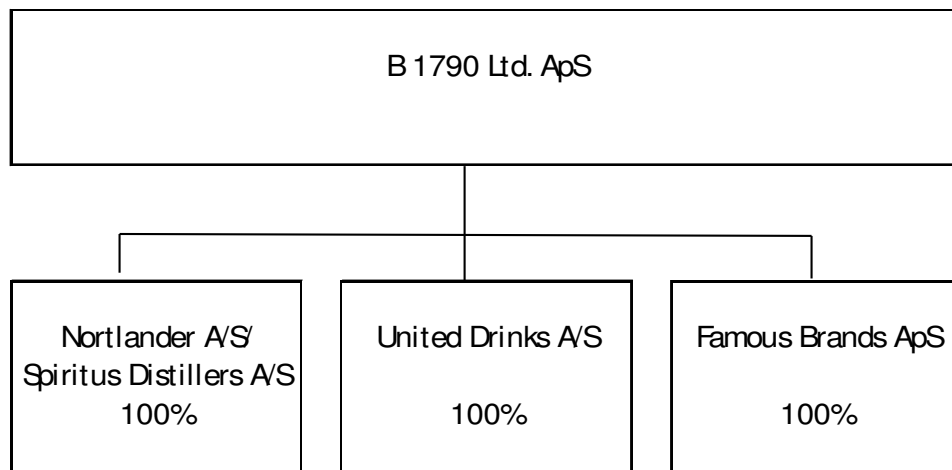 B 1790 Ltd. ApS
Nortlander A/S/
Spiritus Distillers A/S
100%
United Drinks A/S
100%
Famous Brands ApS
100%